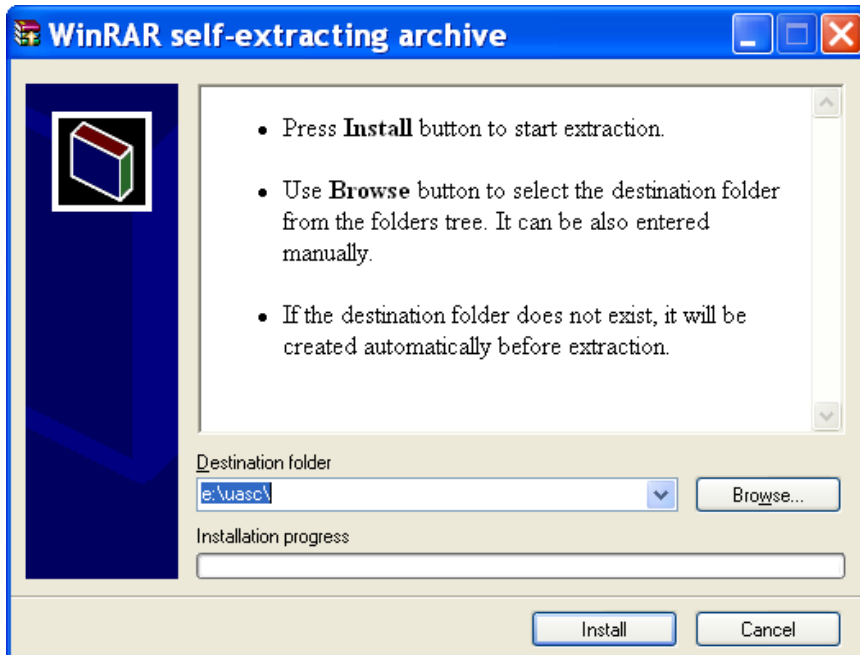 WinRAR self-extracting archive
• Press Install button to start extraction.
• Use Browse button to select the destination folder
from the folders tree. It can be also entered
manually.
• If the destination folder does not exist, it will be
created automatically before extraction.
Destination folder
e:\uasc\
Browse...
Installation progress
Install
Cancel